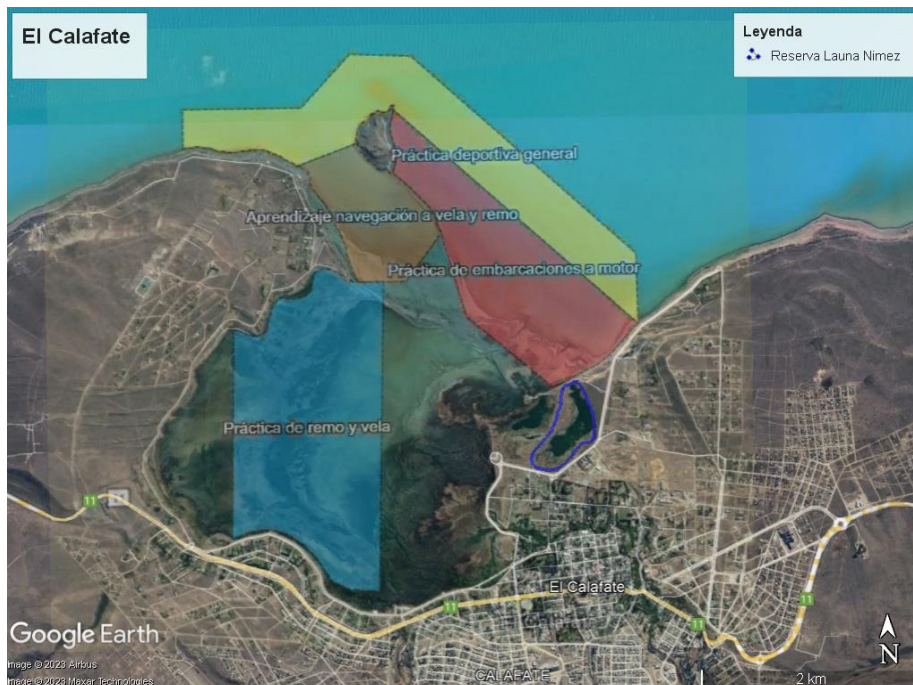 El Calafate
Leyenda
Reserva Launa Nimez
Práctica deportiva general
Aprendizaje navegación a vela y remo
Práctica de embarcaciones a motor
Práctica de remo y vela
11
11
11
11
El Calafate
CALAFATE
Google Earth
N
Image © 2023 Airbus
Image © 2023 Maxar Technologies
2 km